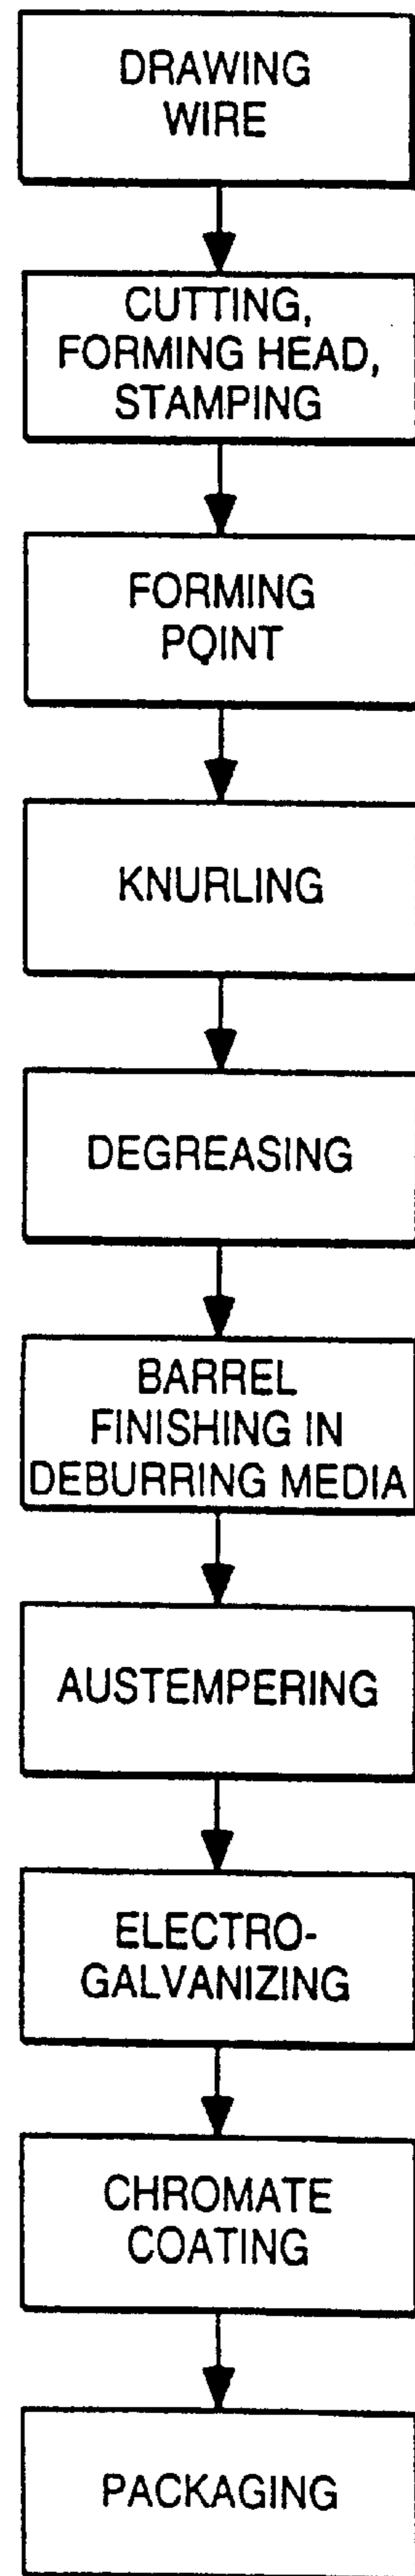 DRAWING
WIRE
CUTTING,
FORMING HEAD,
STAMPING
FORMING
POINT
KNURLING
DEGREASING
BARREL
FINISHING IN
DEBURRING MEDIA
AUSTEMPERING
ELECTRO-
GALVANIZING
CHROMATE
COATING
PACKAGING